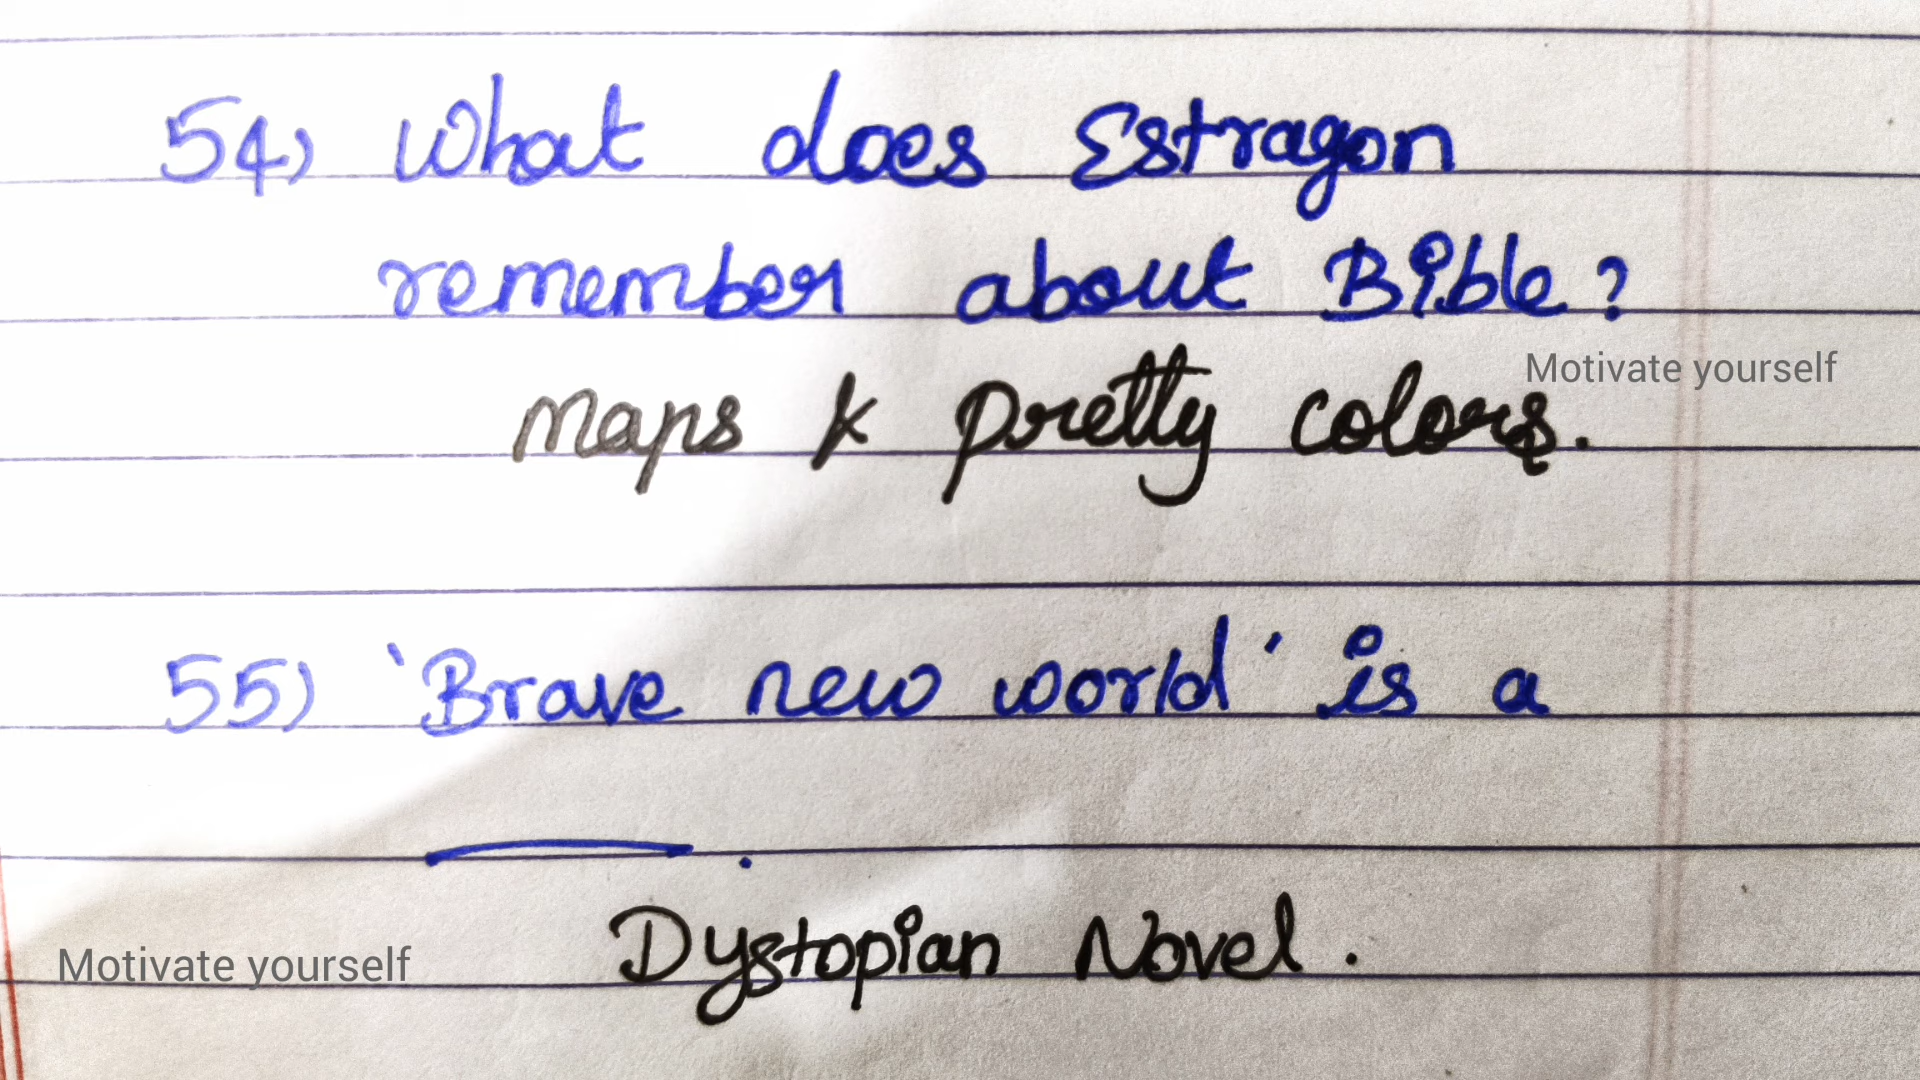 54) What does Estragon
remember about Bible?
Motivate yourself
Maps & pretty colors.
55) 'Brave new world' is a
______.
Dystopian Novel.
Motivate yourself